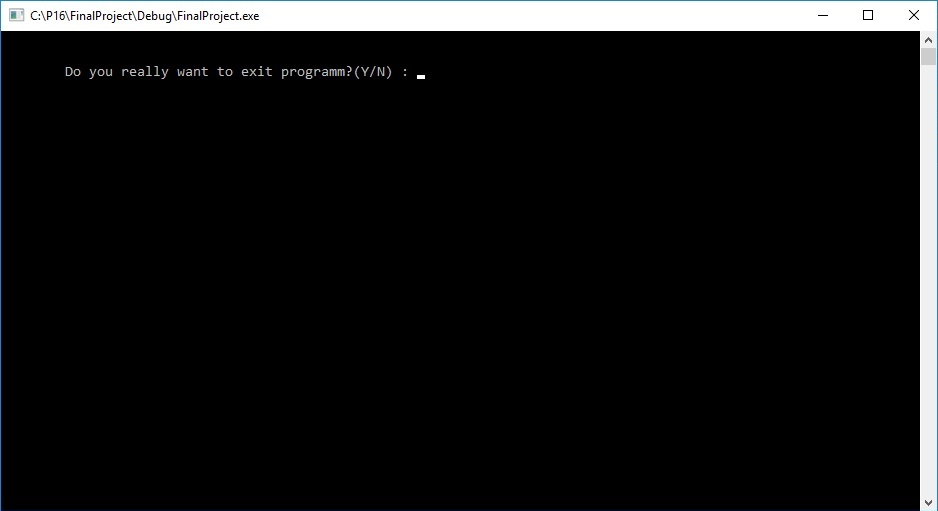 C:\P16\FinalProject\Debug\FinalProject.exe
Do you really want to exit programm?(Y/N) :